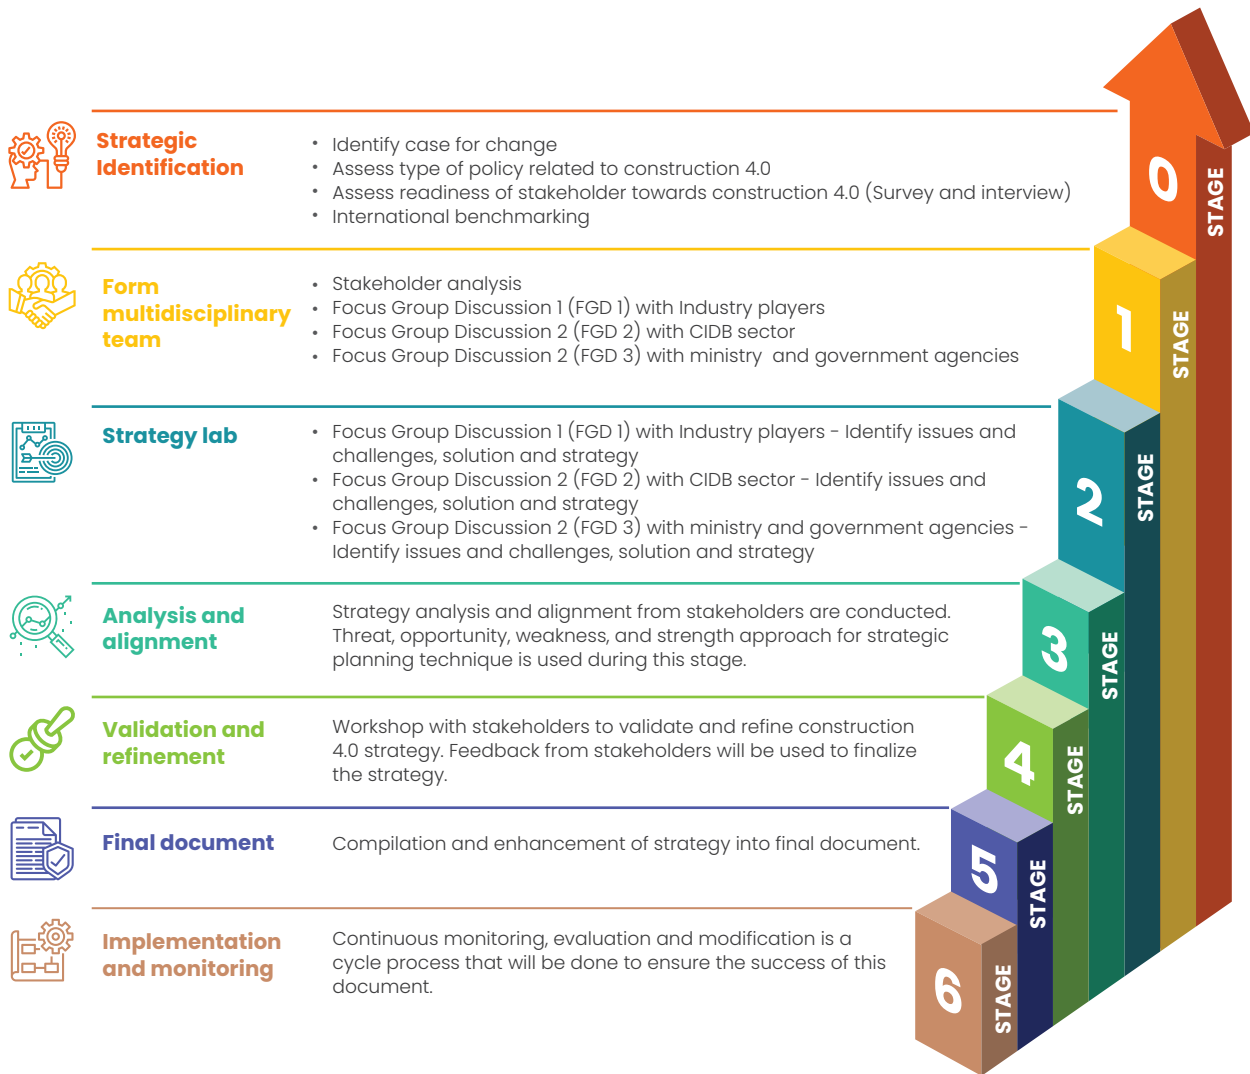 Strategic
Identification
• Identify case for change
• Assess type of policy related to construction 4.0
• Assess readiness of stakeholder towards construction 4.0 (Survey and interview)
• International benchmarking
0
STAGE
Form
multidisciplinary
team
• Stakeholder analysis
• Focus Group Discussion 1 (FGD 1) with Industry players
• Focus Group Discussion 2 (FGD 2) with CIDB sector
• Focus Group Discussion 2 (FGD 3) with ministry and government agencies
1
STAGE
Strategy lab
• Focus Group Discussion 1 (FGD 1) with Industry players - Identify issues and
challenges, solution and strategy
• Focus Group Discussion 2 (FGD 2) with CIDB sector - Identify issues and
challenges, solution and strategy
• Focus Group Discussion 2 (FGD 3) with ministry and government agencies -
Identify issues and challenges, solution and strategy
2
STAGE
Analysis and
alignment
Strategy analysis and alignment from stakeholders are conducted.
Threat, opportunity, weakness, and strength approach for strategic
planning technique is used during this stage.
3
STAGE
Validation and
refinement
Workshop with stakeholders to validate and refine construction
4.0 strategy. Feedback from stakeholders will be used to finalize
the strategy.
4
STAGE
Final document
Compilation and enhancement of strategy into final document.
5
STAGE
Implementation
and monitoring
Continuous monitoring, evaluation and modification is a
cycle process that will be done to ensure the success of this
document.
6
STAGE